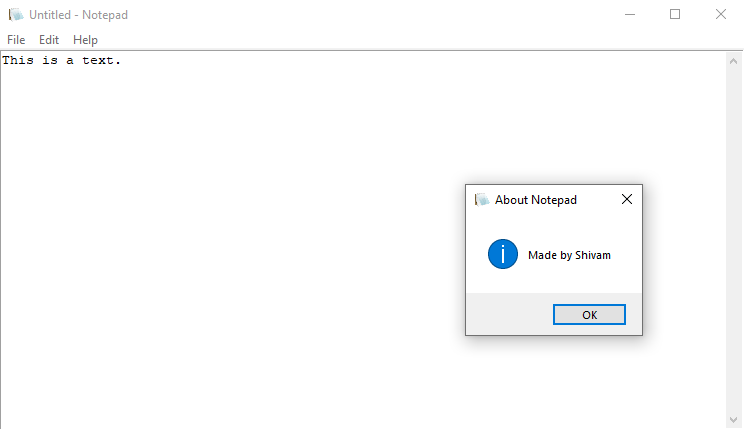 Untitled - Notepad
File Edit Help
This is a text.
About Notepad
Made by Shivam
OK